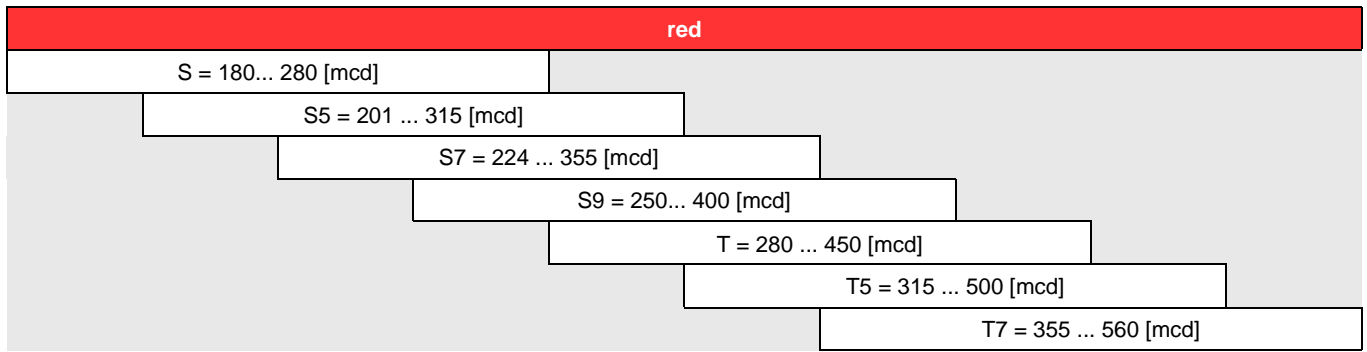 red
S = 180... 280 [mcd]
S5 = 201 ... 315 [mcd]
S7 = 224 ... 355 [mcd]
S9 = 250... 400 [mcd]
T = 280 ... 450 [mcd]
T5 = 315 ... 500 [mcd]
T7 = 355 ... 560 [mcd]